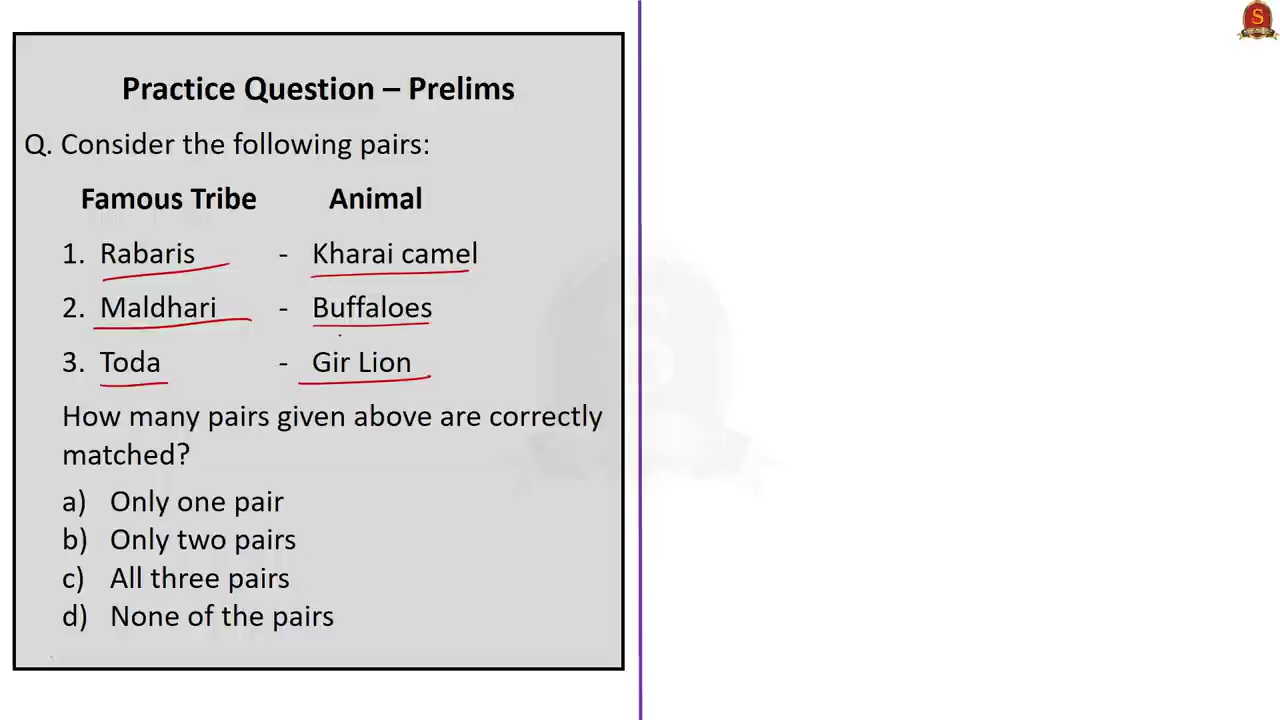 Practice Question – Prelims
Q. Consider the following pairs:
Famous Tribe Animal
1. Rabaris - Kharai camel
2. Maldhari - Buffaloes
3. Toda - Gir Lion
How many pairs given above are correctly
matched?
a) Only one pair
b) Only two pairs
c) All three pairs
d) None of the pairs
S